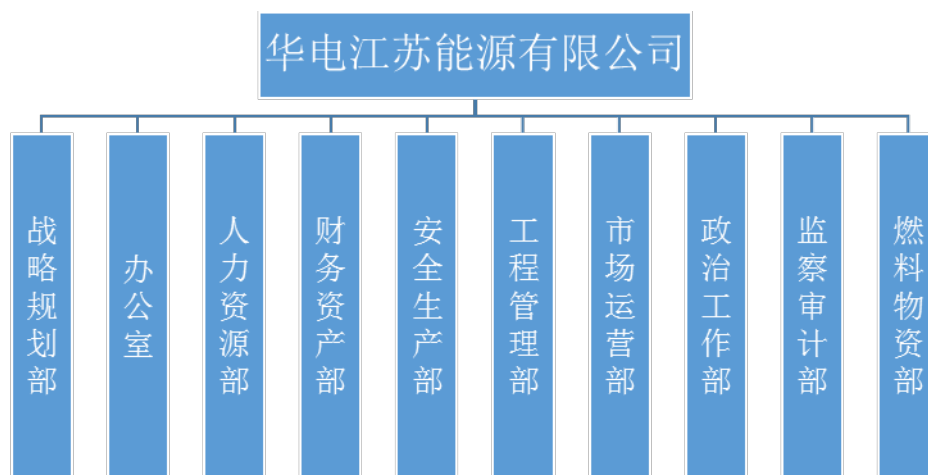 华电江苏能源有限公司
战略规划部
办公室
人力资源部
财务资产部
安全生产部
工程管理部
市场运营部
政治工作部
监察审计部
燃料物资部